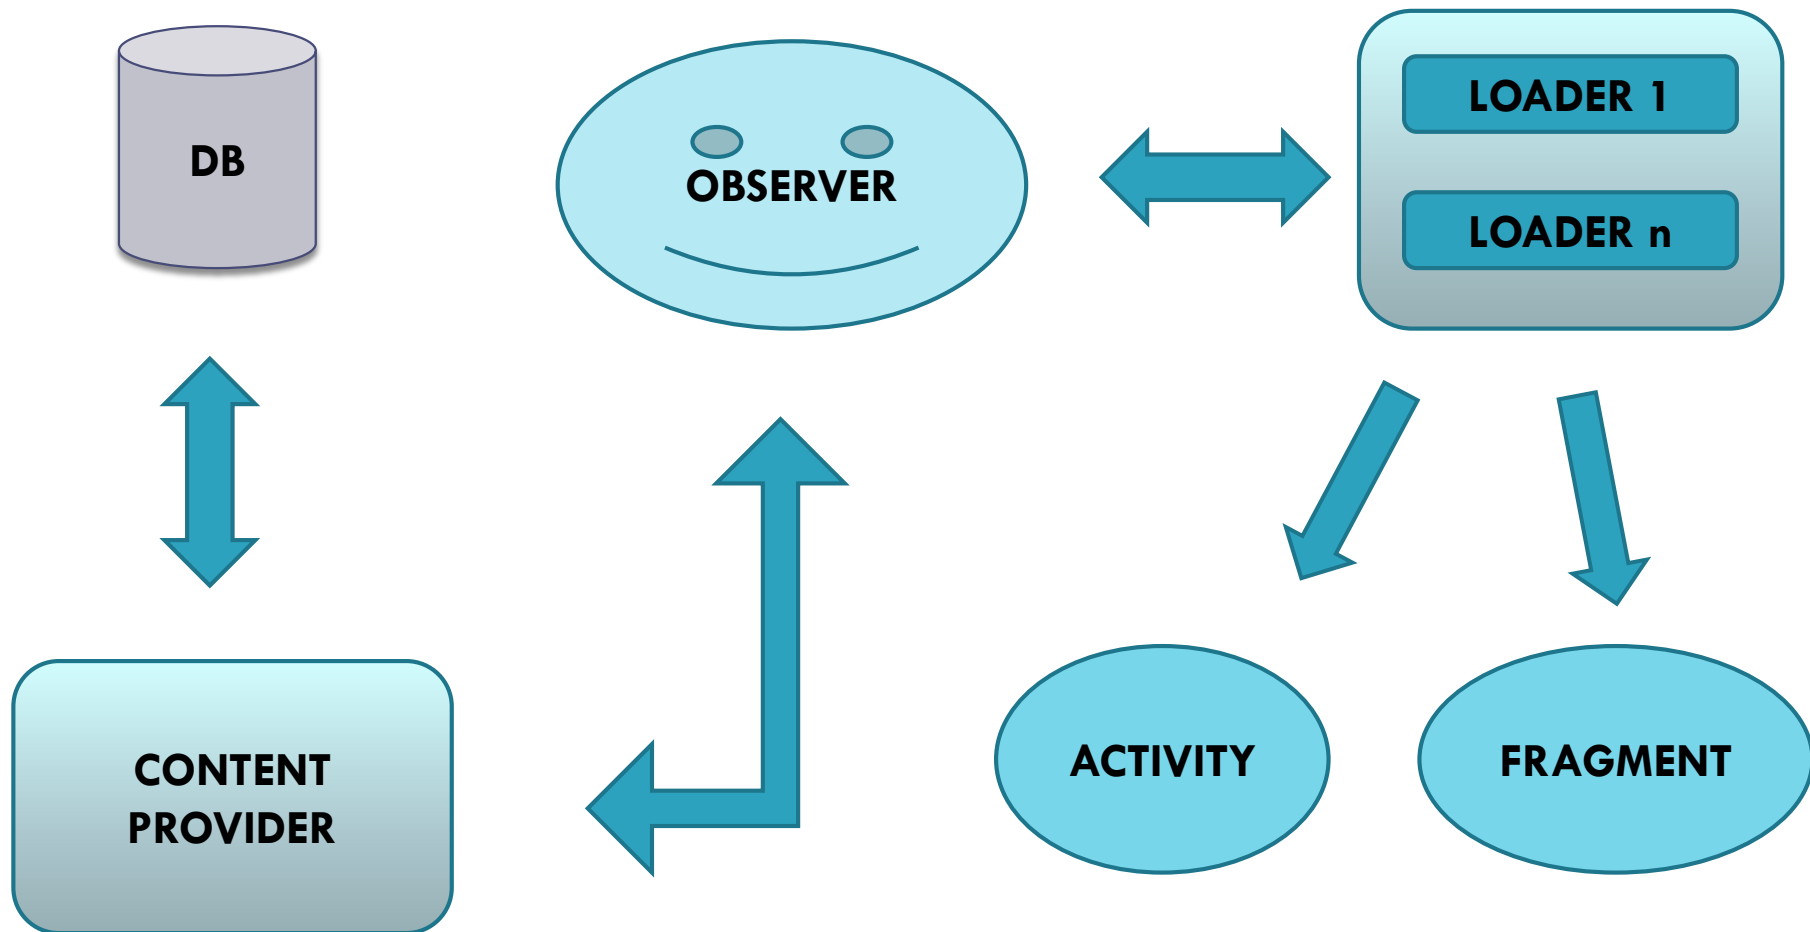 DB
OBSERVER
LOADER 1
LOADER n
CONTENT
PROVIDER
ACTIVITY
FRAGMENT